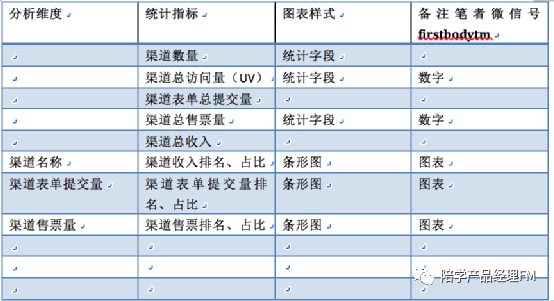 分析维度 统计指标 图表样式 备注笔者微信号
firstbodytm
渠道数量 统计字段
渠道总访问量（UV） 统计字段 数字
渠道表单总提交量
渠道总售票量 统计字段 数字
渠道总收入
渠道名称 渠道收入排名、占比 条形图 图表
渠道表单提交量 渠道表单提交量排 条形图 图表
名、占比
渠道售票量 渠道售票排名、占比 条形图 图表
陪学产品经理FM